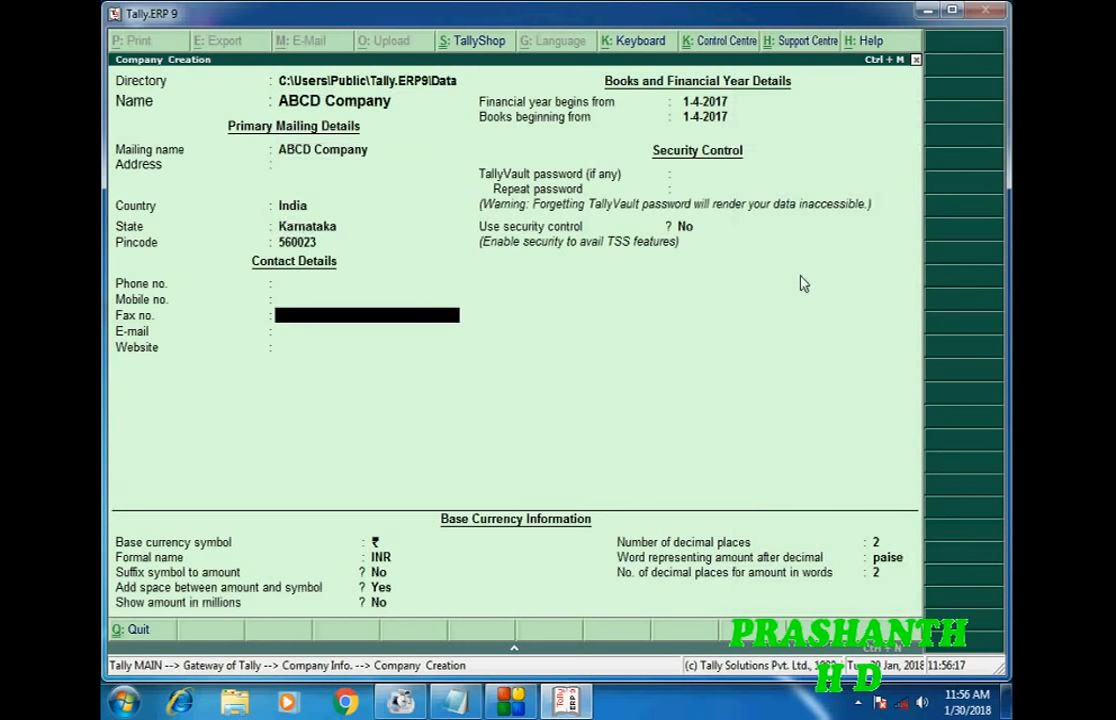 Tally.ERP 9
P: Print E: Export M: E-Mail O: Upload S: TallyShop G: Language K: Keyboard K: Control Centre H: Support Centre H: Help
Company Creation Ctrl + M
Directory : C:\Users\Public\Tally.ERP9\Data
Name : ABCD Company
Primary Mailing Details
Mailing name : ABCD Company
Address :
Country : India
State : Karnataka
Pincode : 560023
Contact Details
Phone no. :
Mobile no. :
Fax no. :
E-mail :
Website :
Books and Financial Year Details
Financial year begins from : 1-4-2017
Books beginning from : 1-4-2017
Security Control
TallyVault password (if any) :
Repeat password :
(Warning: Forgetting TallyVault password will render your data inaccessible.)
Use security control ? No
(Enable security to avail TSS features)
Base Currency Information
Base currency symbol : ₹
Formal name : INR
Suffix symbol to amount ? No
Add space between amount and symbol ? Yes
Show amount in millions ? No
Number of decimal places : 2
Word representing amount after decimal : paise
No. of decimal places for amount in words : 2
Q: Quit
PRASHANTH
H D
Ctrl + N
Tally MAIN --> Gateway of Tally --> Company Info. --> Company Creation (c) Tally Solutions Pvt. Ltd., Jan, 2018 11:56:17
11:56 AM
1/30/2018